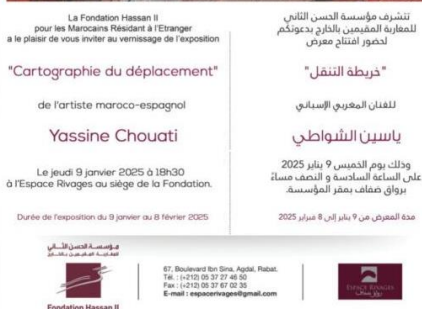 La Fondation Hassan II
pour les Marocains Résidant à l'Etranger
a le plaisir de vous inviter au vernissage de l'exposition
"Cartographie du déplacement"
de l'artiste maroco-espagnol
Yassine Chouati
Le jeudi 9 janvier 2025 à 18h30
à l'Espace Rivages au siège de la Fondation.
Durée de l'exposition du 9 janvier au 8 février 2025
تتشرف مؤسسة الحسن الثاني
للمغاربة المقيمين بالخارج بدعوتكم
لحضور افتتاح معرض
"خريطة التنقل"
للفنان المغربي الإسباني
ياسين الشواطي
وذلك يوم الخميس 9 يناير 2025
على الساعة السادسة و النصف مساءً
برواق ضفاف بمقر المؤسسة.
مدة المعرض من 9 يناير إلى 8 فبراير 2025
مؤسسة الحسن الثاني
للمغاربة المقيمين بالخارج
Fondation Hassan II
67, Boulevard Ibn Sina, Agdal, Rabat.
Tél. : (+212) 05 37 27 46 50
Fax : (+212) 05 37 67 02 35
E-mail : espacerivages@gmail.com
ESPACE RIVAGES
رواق ضفاف